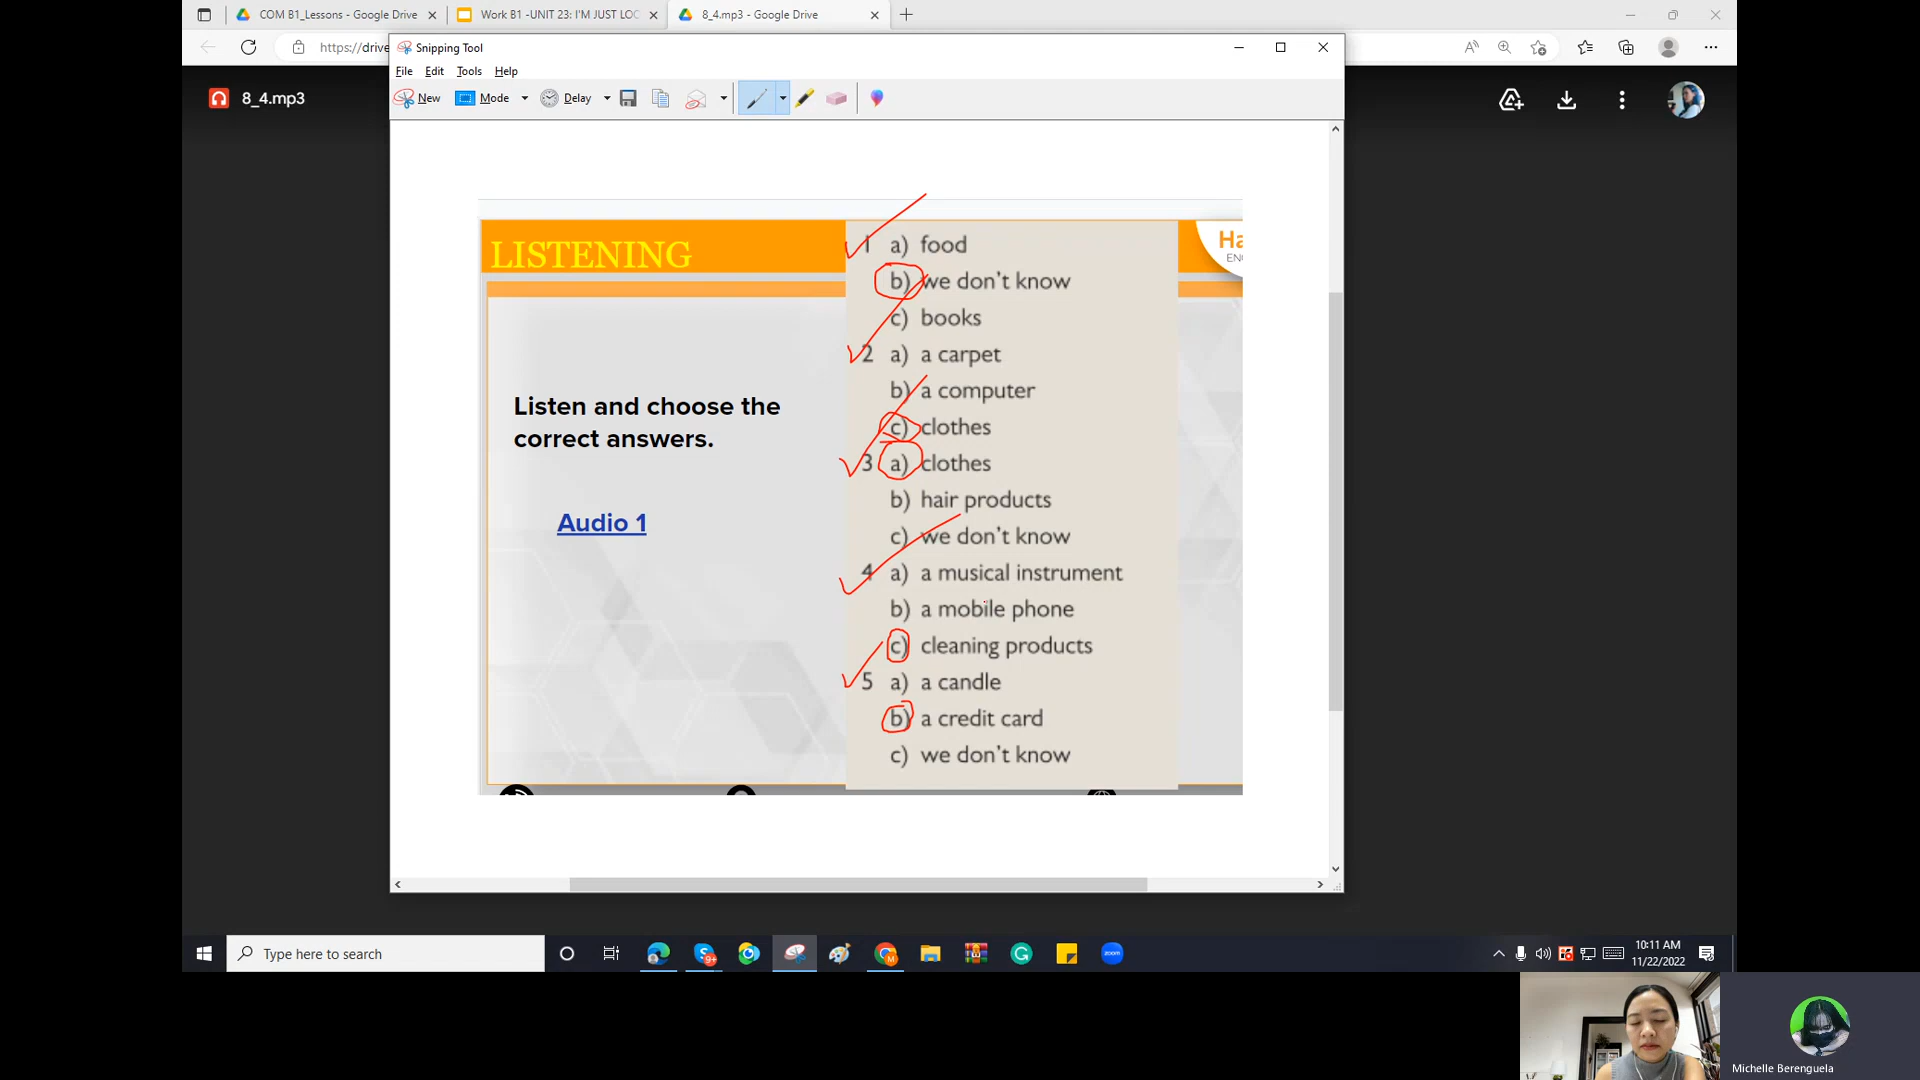 COM B1_Lessons - Google Drive
Work B1 -UNIT 23: I'M JUST LOC
8_4.mp3 - Google Drive
https://drive
Snipping Tool
File Edit Tools Help
New Mode Delay
8_4.mp3
LISTENING
Ha
EN
1 a) food
b) we don't know
c) books
2 a) a carpet
b) a computer
c) clothes
3 a) clothes
b) hair products
c) we don't know
4 a) a musical instrument
b) a mobile phone
c) cleaning products
5 a) a candle
b) a credit card
c) we don't know
Listen and choose the
correct answers.
Audio 1
Type here to search
9+
zoom
10:11 AM
11/22/2022
Michelle Berenguela